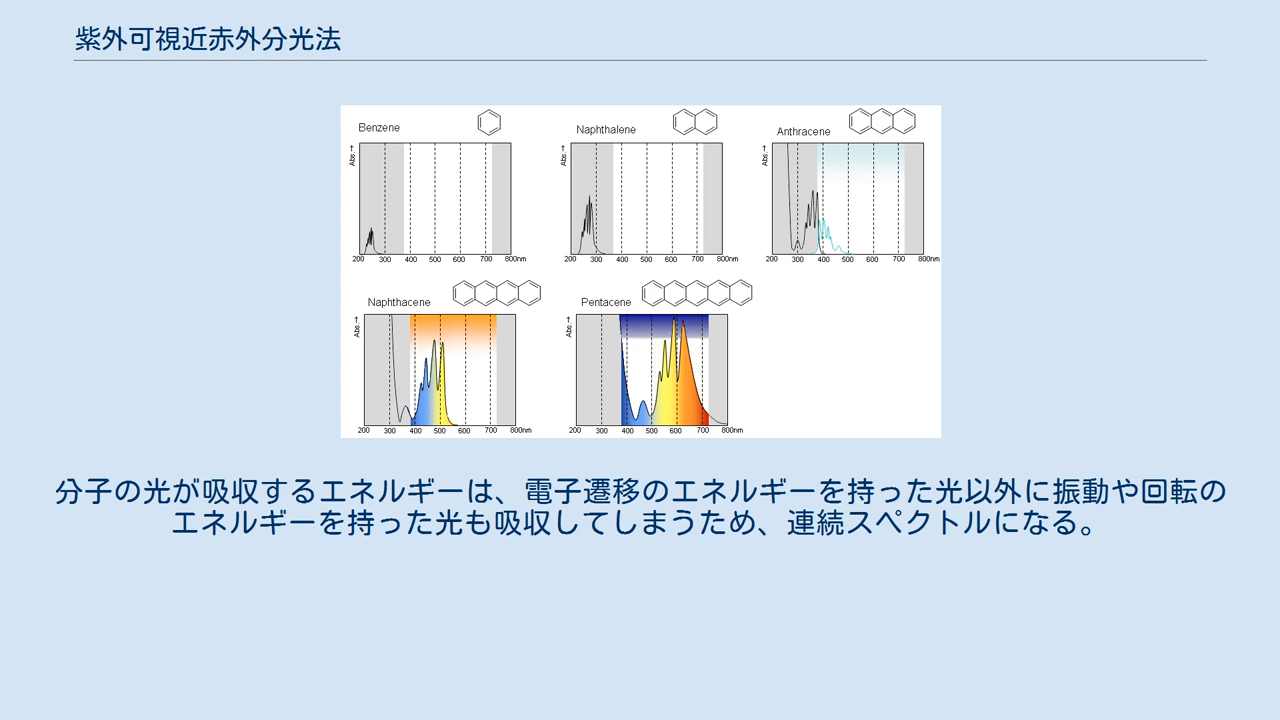 紫外可視近赤外分光法
Benzene
Naphthalene
Anthracene
Abs.→
Abs.→
Abs.→
200 300 400 500 600 700 800nm
200 300 400 500 600 700 800nm
200 300 400 500 600 700 800nm
Naphthacene
Pentacene
Abs.→
Abs.→
200 300 400 500 600 700 800nm
200 300 400 500 600 700 800nm
分子の光が吸収するエネルギーは、電子遷移のエネルギーを持った光以外に振動や回転の
エネルギーを持った光も吸収してしまうため、連続スペクトルになる。